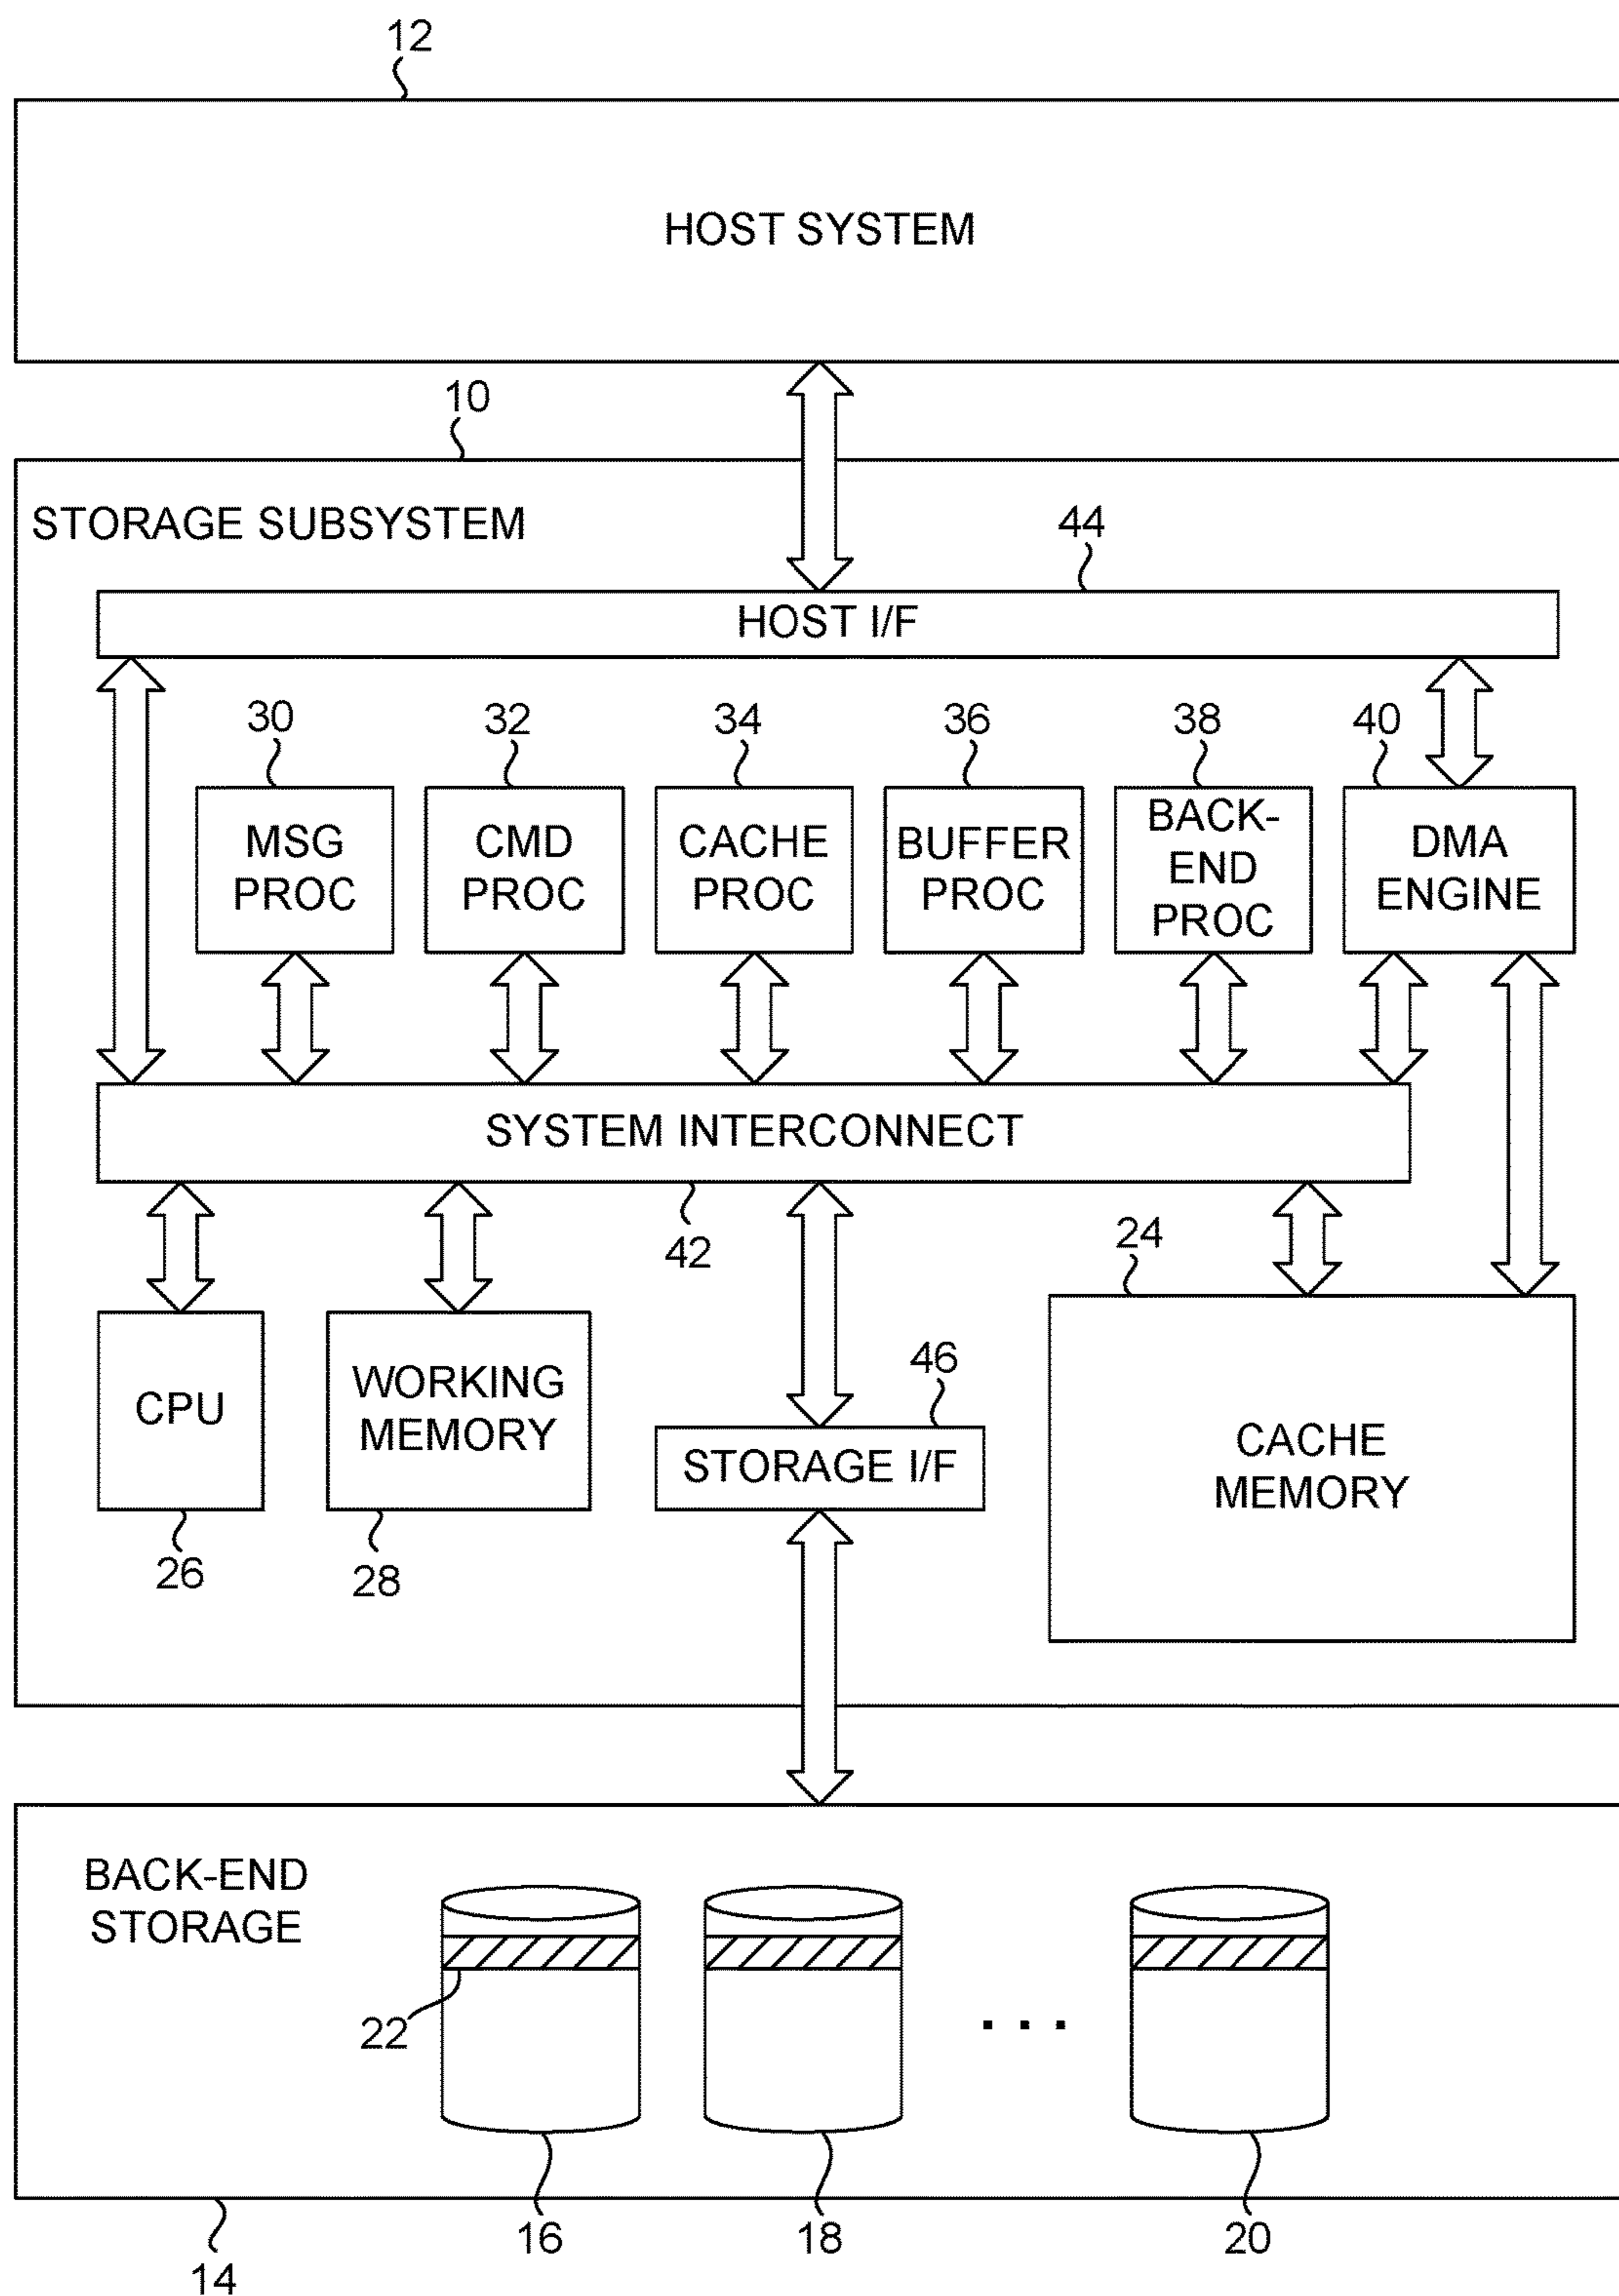 12
HOST SYSTEM
10
STORAGE SUBSYSTEM
44
HOST I/F
30
32
34
36
38
40
MSG
PROC
CMD
PROC
CACHE
PROC
BUFFER
PROC
BACK-
END
PROC
DMA
ENGINE
SYSTEM INTERCONNECT
42
24
CPU
WORKING
MEMORY
46
STORAGE I/F
CACHE
MEMORY
26
28
BACK-END
STORAGE
22
. . .
16
18
20
14